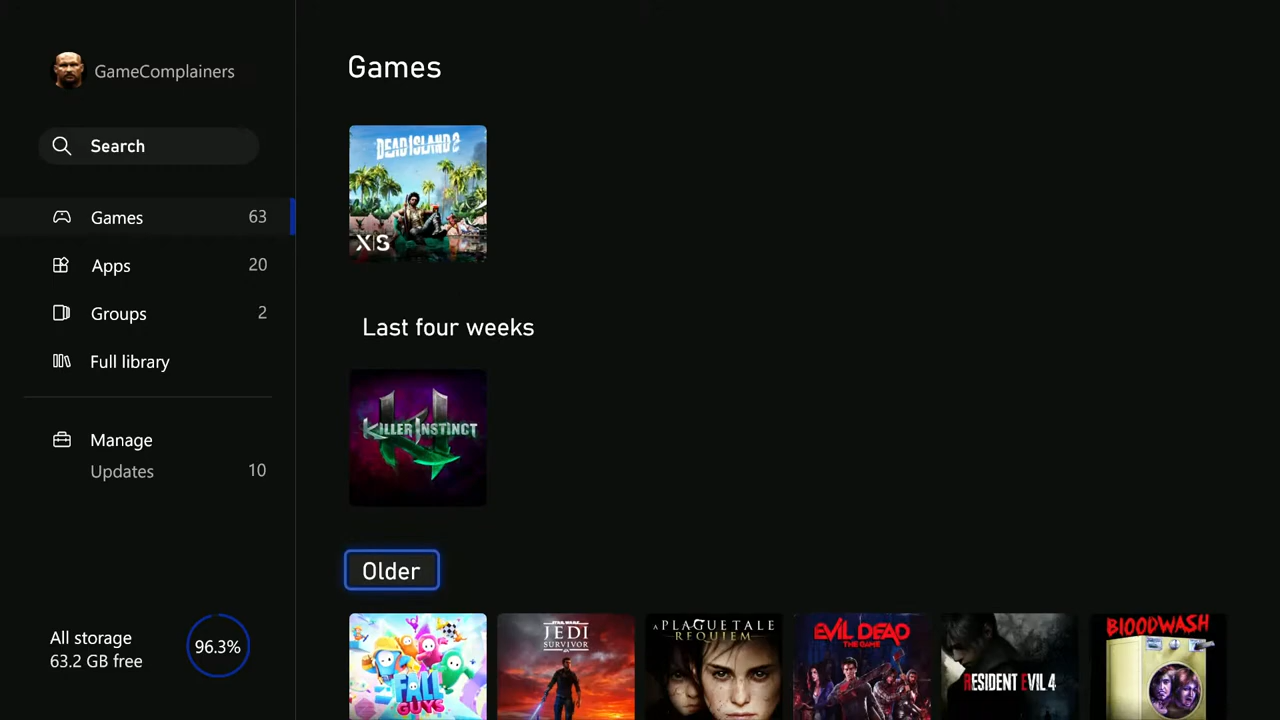 GameComplainers
Search
Games 63
Apps 20
Groups 2
Full library
Manage
Updates 10
All storage
63.2 GB free
96.3%
Games
DEAD ISLAND 2
X|S
Last four weeks
KILLER INSTINCT
Older
FALL
GUYS
STAR WARS
JEDI
SURVIVOR
A PLAGUE TALE
REQUIEM
EVIL DEAD
THE GAME
RESIDENT EVIL 4
BLOODWASH